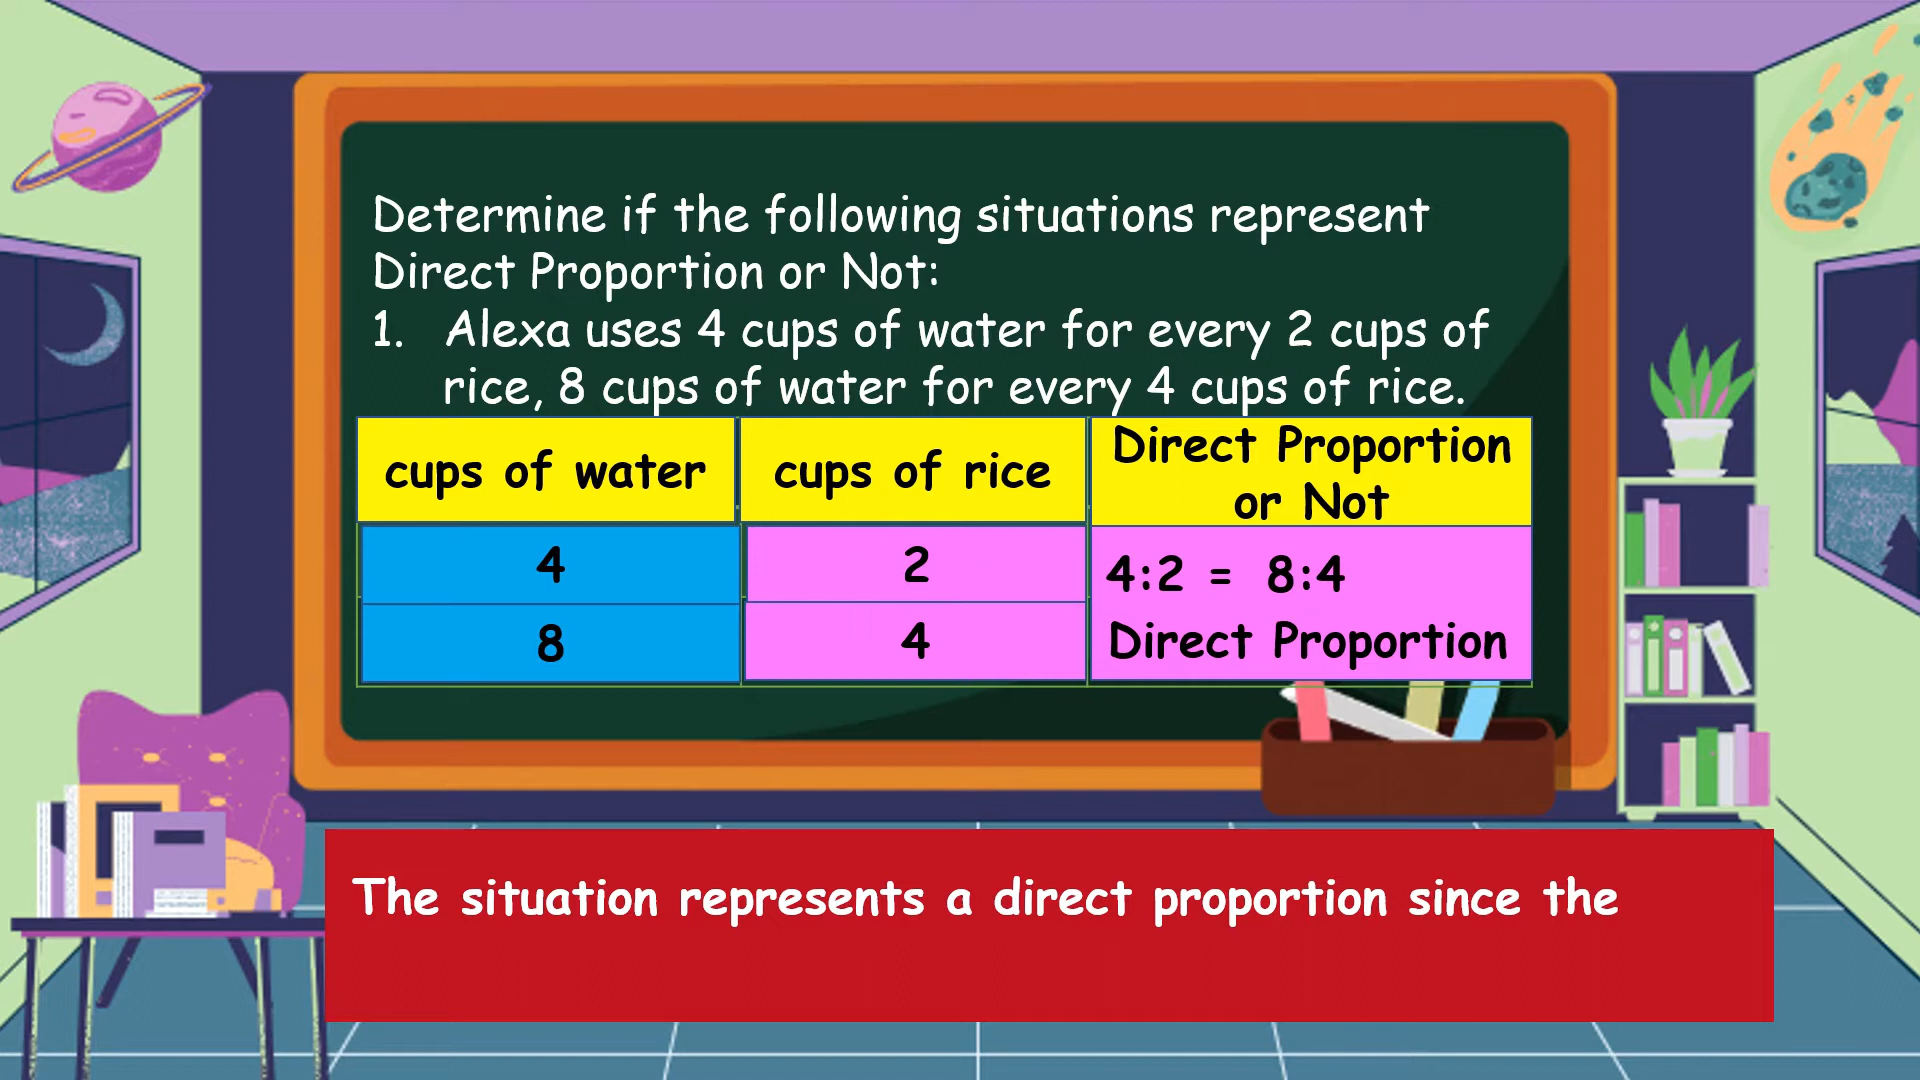 Determine if the following situations represent
Direct Proportion or Not:
1. Alexa uses 4 cups of water for every 2 cups of
rice, 8 cups of water for every 4 cups of rice.
cups of water
cups of rice
Direct Proportion
or Not
4
2
4:2 = 8:4
8
4
Direct Proportion
The situation represents a direct proportion since the